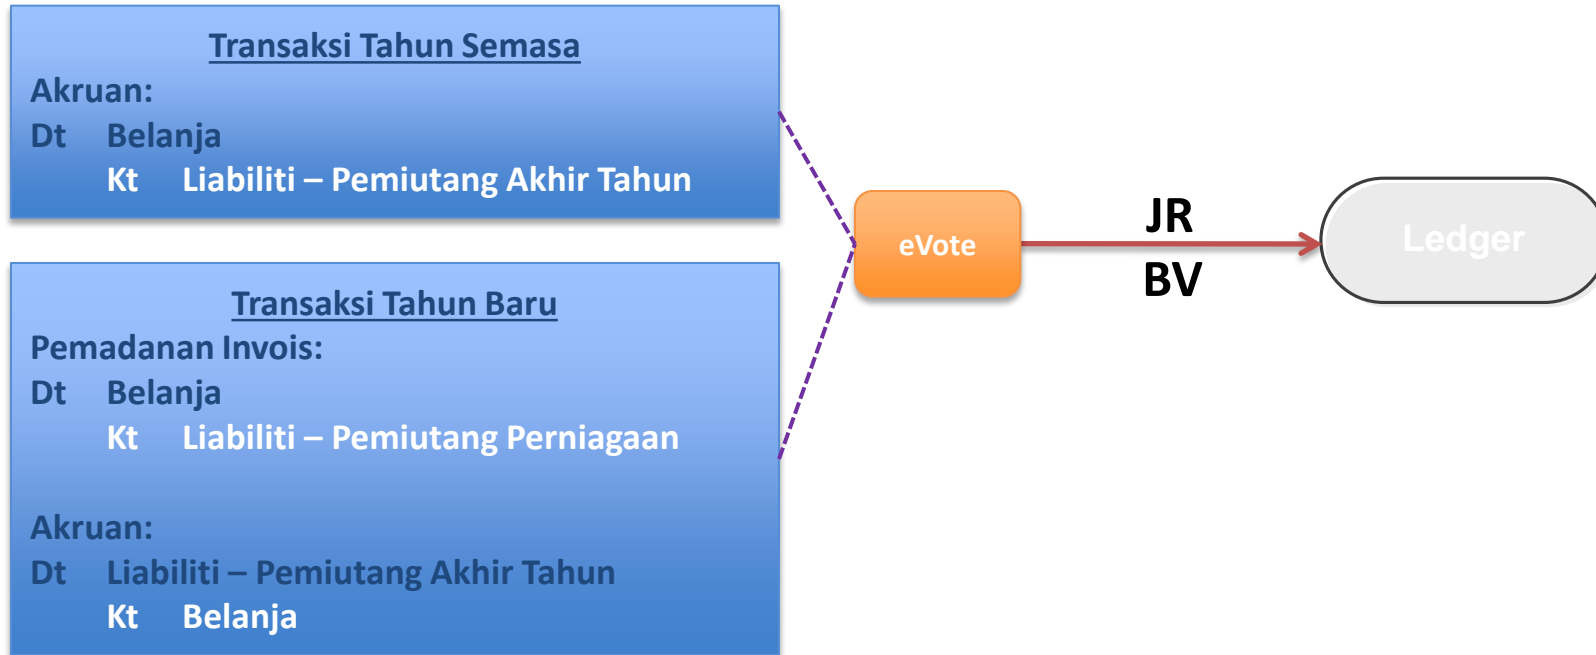 Transaksi Tahun Semasa
Akruan:
Dt Belanja
Kt Liabiliti – Pemiutang Akhir Tahun
Transaksi Tahun Baru
Pemadanan Invois:
Dt Belanja
Kt Liabiliti – Pemiutang Perniagaan
Akruan:
Dt Liabiliti – Pemiutang Akhir Tahun
Kt Belanja
eVote
JR
BV
Ledger